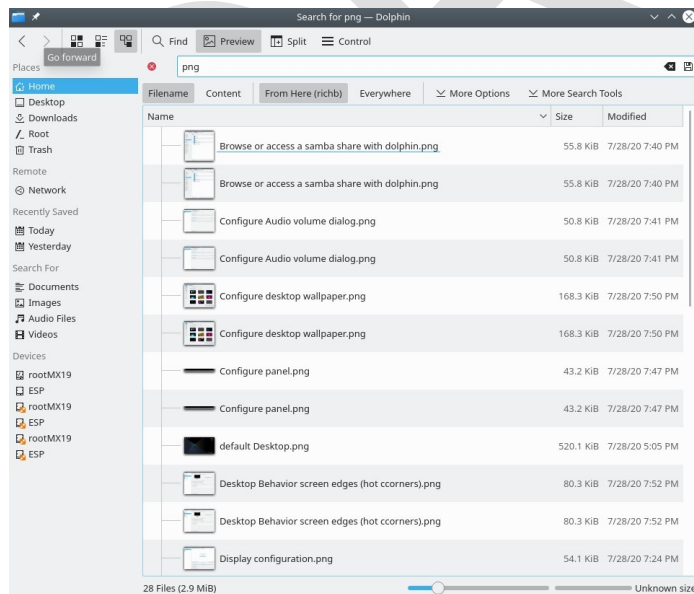 Search for png — Dolphin
Find Preview Split Control
Go forward
Places
png
Home
Desktop
Downloads
Root
Trash
Remote
Network
Recently Saved
Today
Yesterday
Search For
Documents
Images
Audio Files
Videos
Devices
rootMX19
ESP
rootMX19
ESP
rootMX19
ESP
Filename Content From Here (richb) Everywhere More Options More Search Tools
Name Size Modified
Browse or access a samba share with dolphin.png 55.8 KiB 7/28/20 7:40 PM
Browse or access a samba share with dolphin.png 55.8 KiB 7/28/20 7:40 PM
Configure Audio volume dialog.png 50.8 KiB 7/28/20 7:41 PM
Configure Audio volume dialog.png 50.8 KiB 7/28/20 7:41 PM
Configure desktop wallpaper.png 168.3 KiB 7/28/20 7:50 PM
Configure desktop wallpaper.png 168.3 KiB 7/28/20 7:50 PM
Configure panel.png 43.2 KiB 7/28/20 7:47 PM
Configure panel.png 43.2 KiB 7/28/20 7:47 PM
default Desktop.png 520.1 KiB 7/28/20 5:05 PM
Desktop Behavior screen edges (hot ccorners).png 80.3 KiB 7/28/20 7:52 PM
Desktop Behavior screen edges (hot ccorners).png 80.3 KiB 7/28/20 7:52 PM
Display configuration.png 54.1 KiB 7/28/20 7:24 PM
28 Files (2.9 MiB) Unknown size